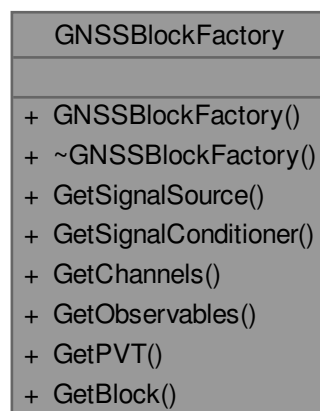 GNSSBlockFactory
+ GNSSBlockFactory()
+ ~GNSSBlockFactory()
+ GetSignalSource()
+ GetSignalConditioner()
+ GetChannels()
+ GetObservables()
+ GetPVT()
+ GetBlock()